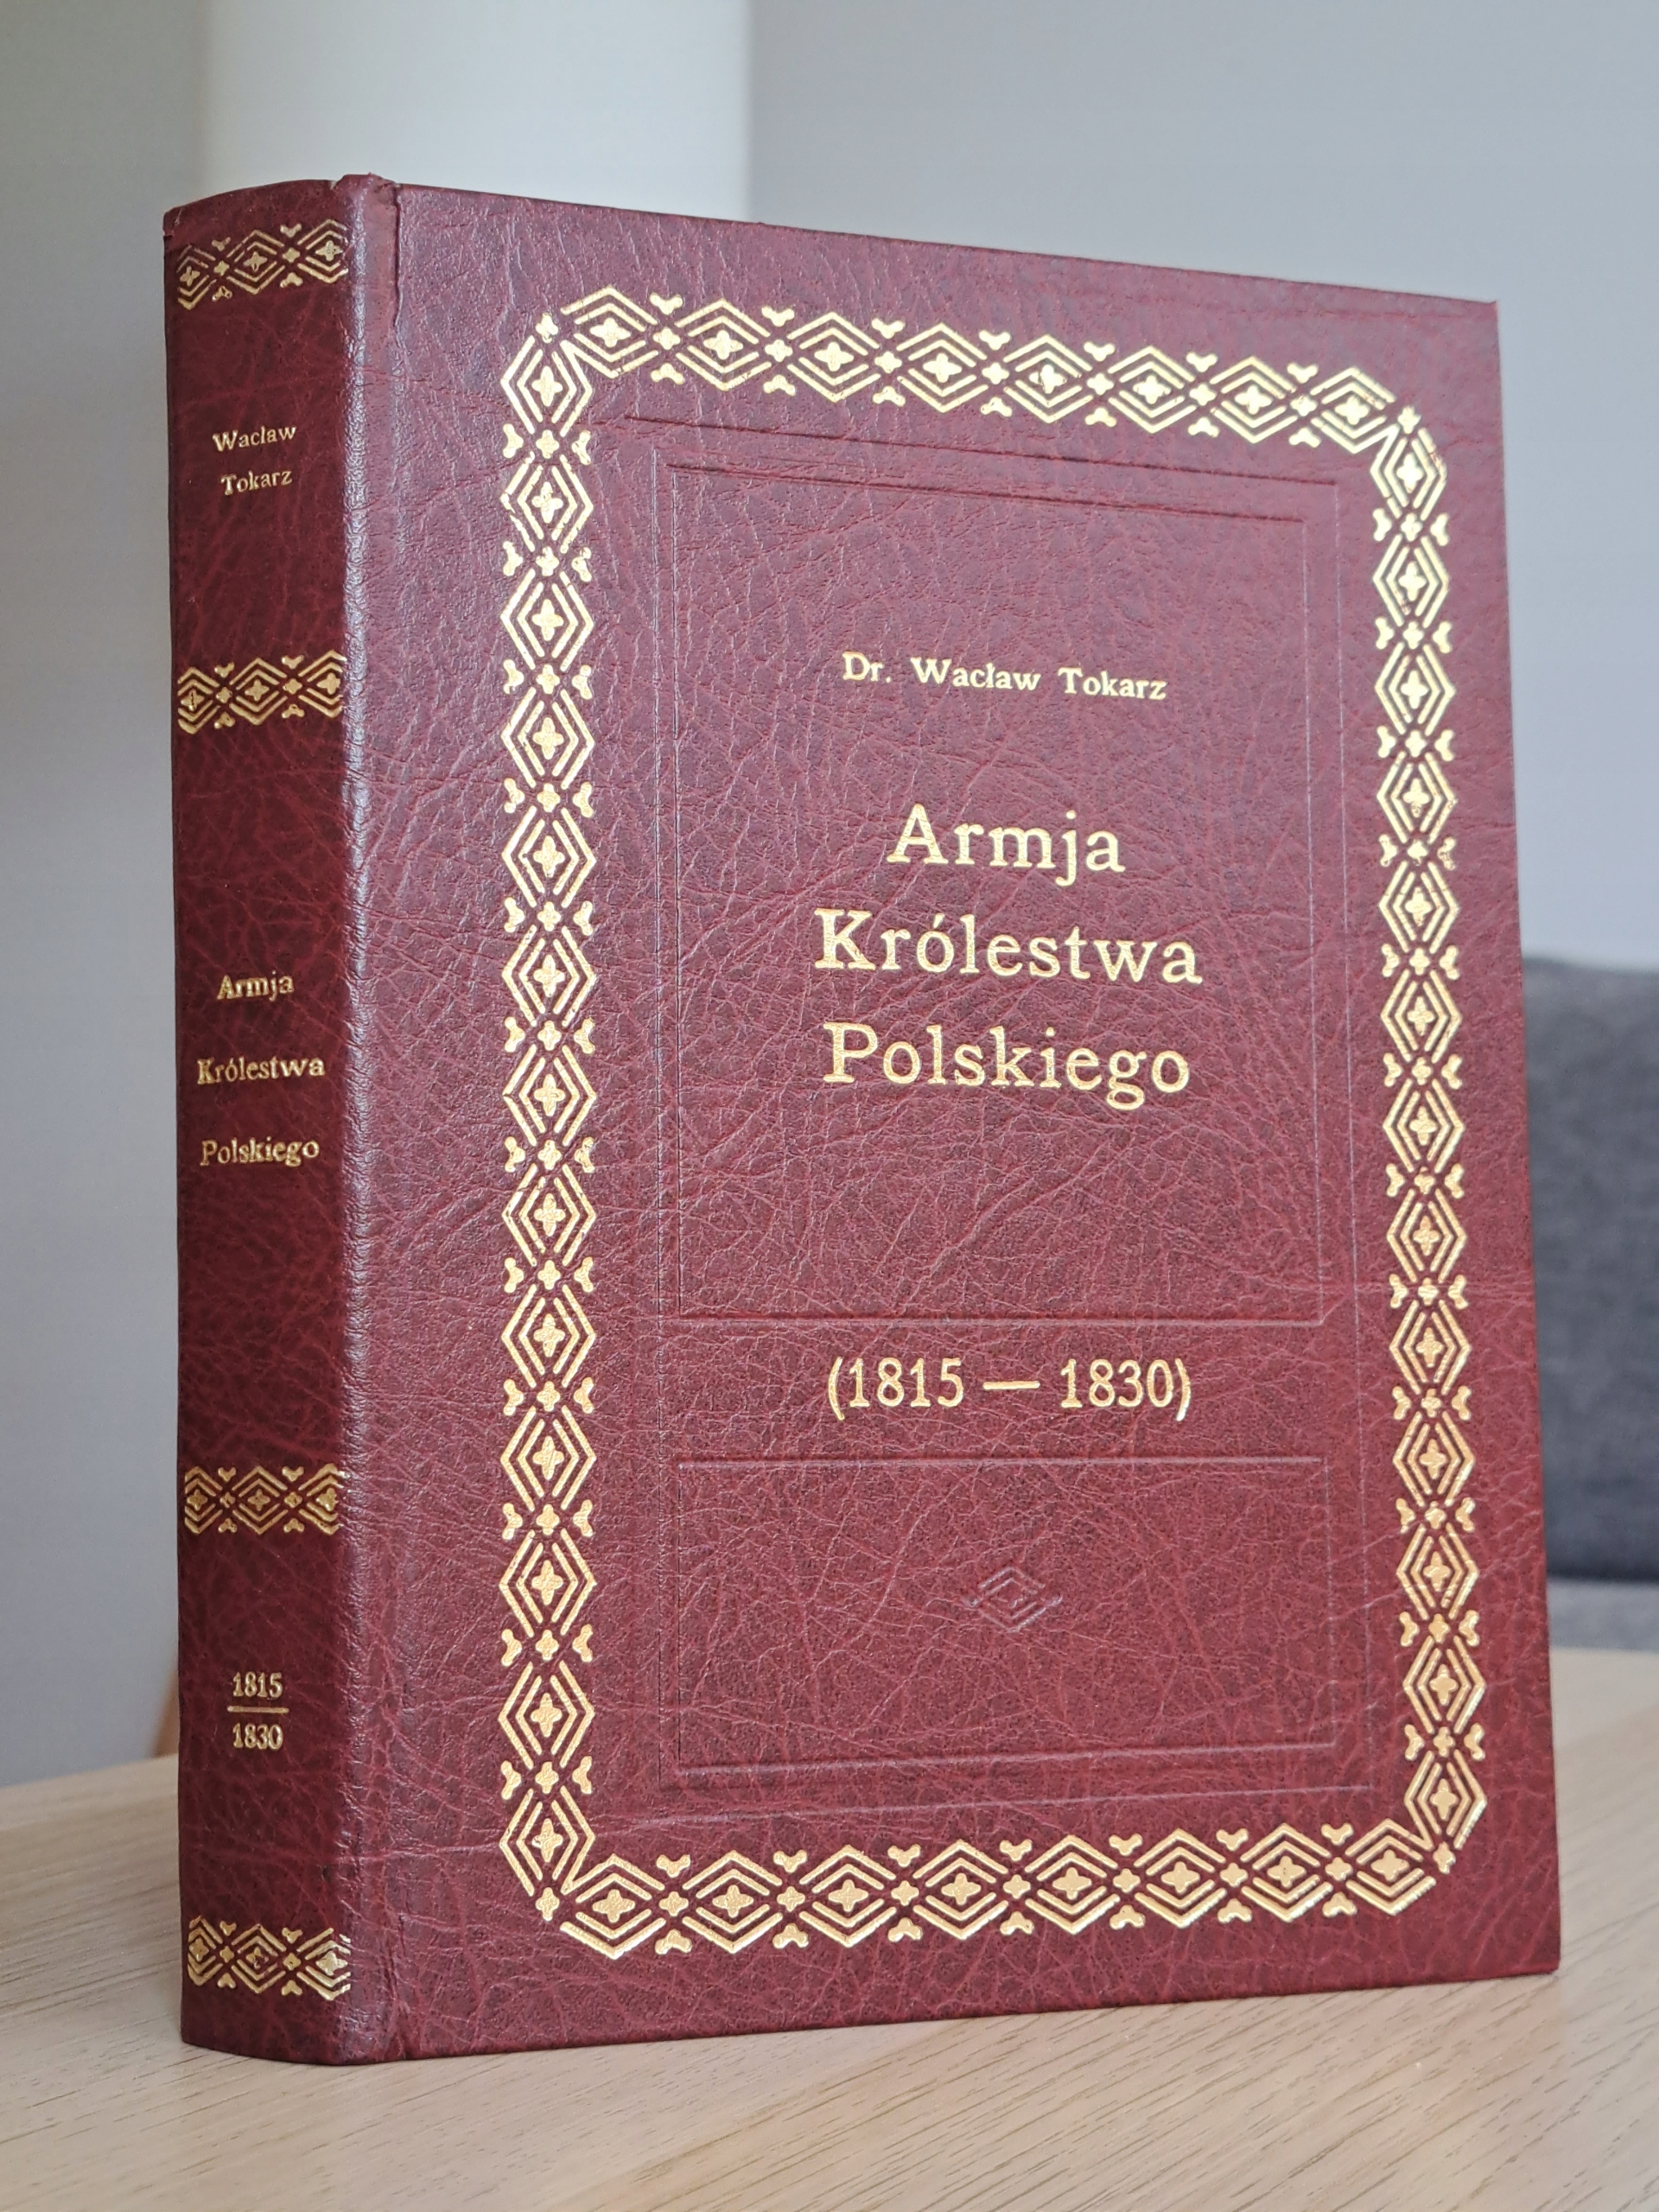 Wacław
Tokarz
Armja
Królestwa
Polskiego
1815
1830
Dr. Wacław Tokarz
Armja
Królestwa
Polskiego
(1815 — 1830)